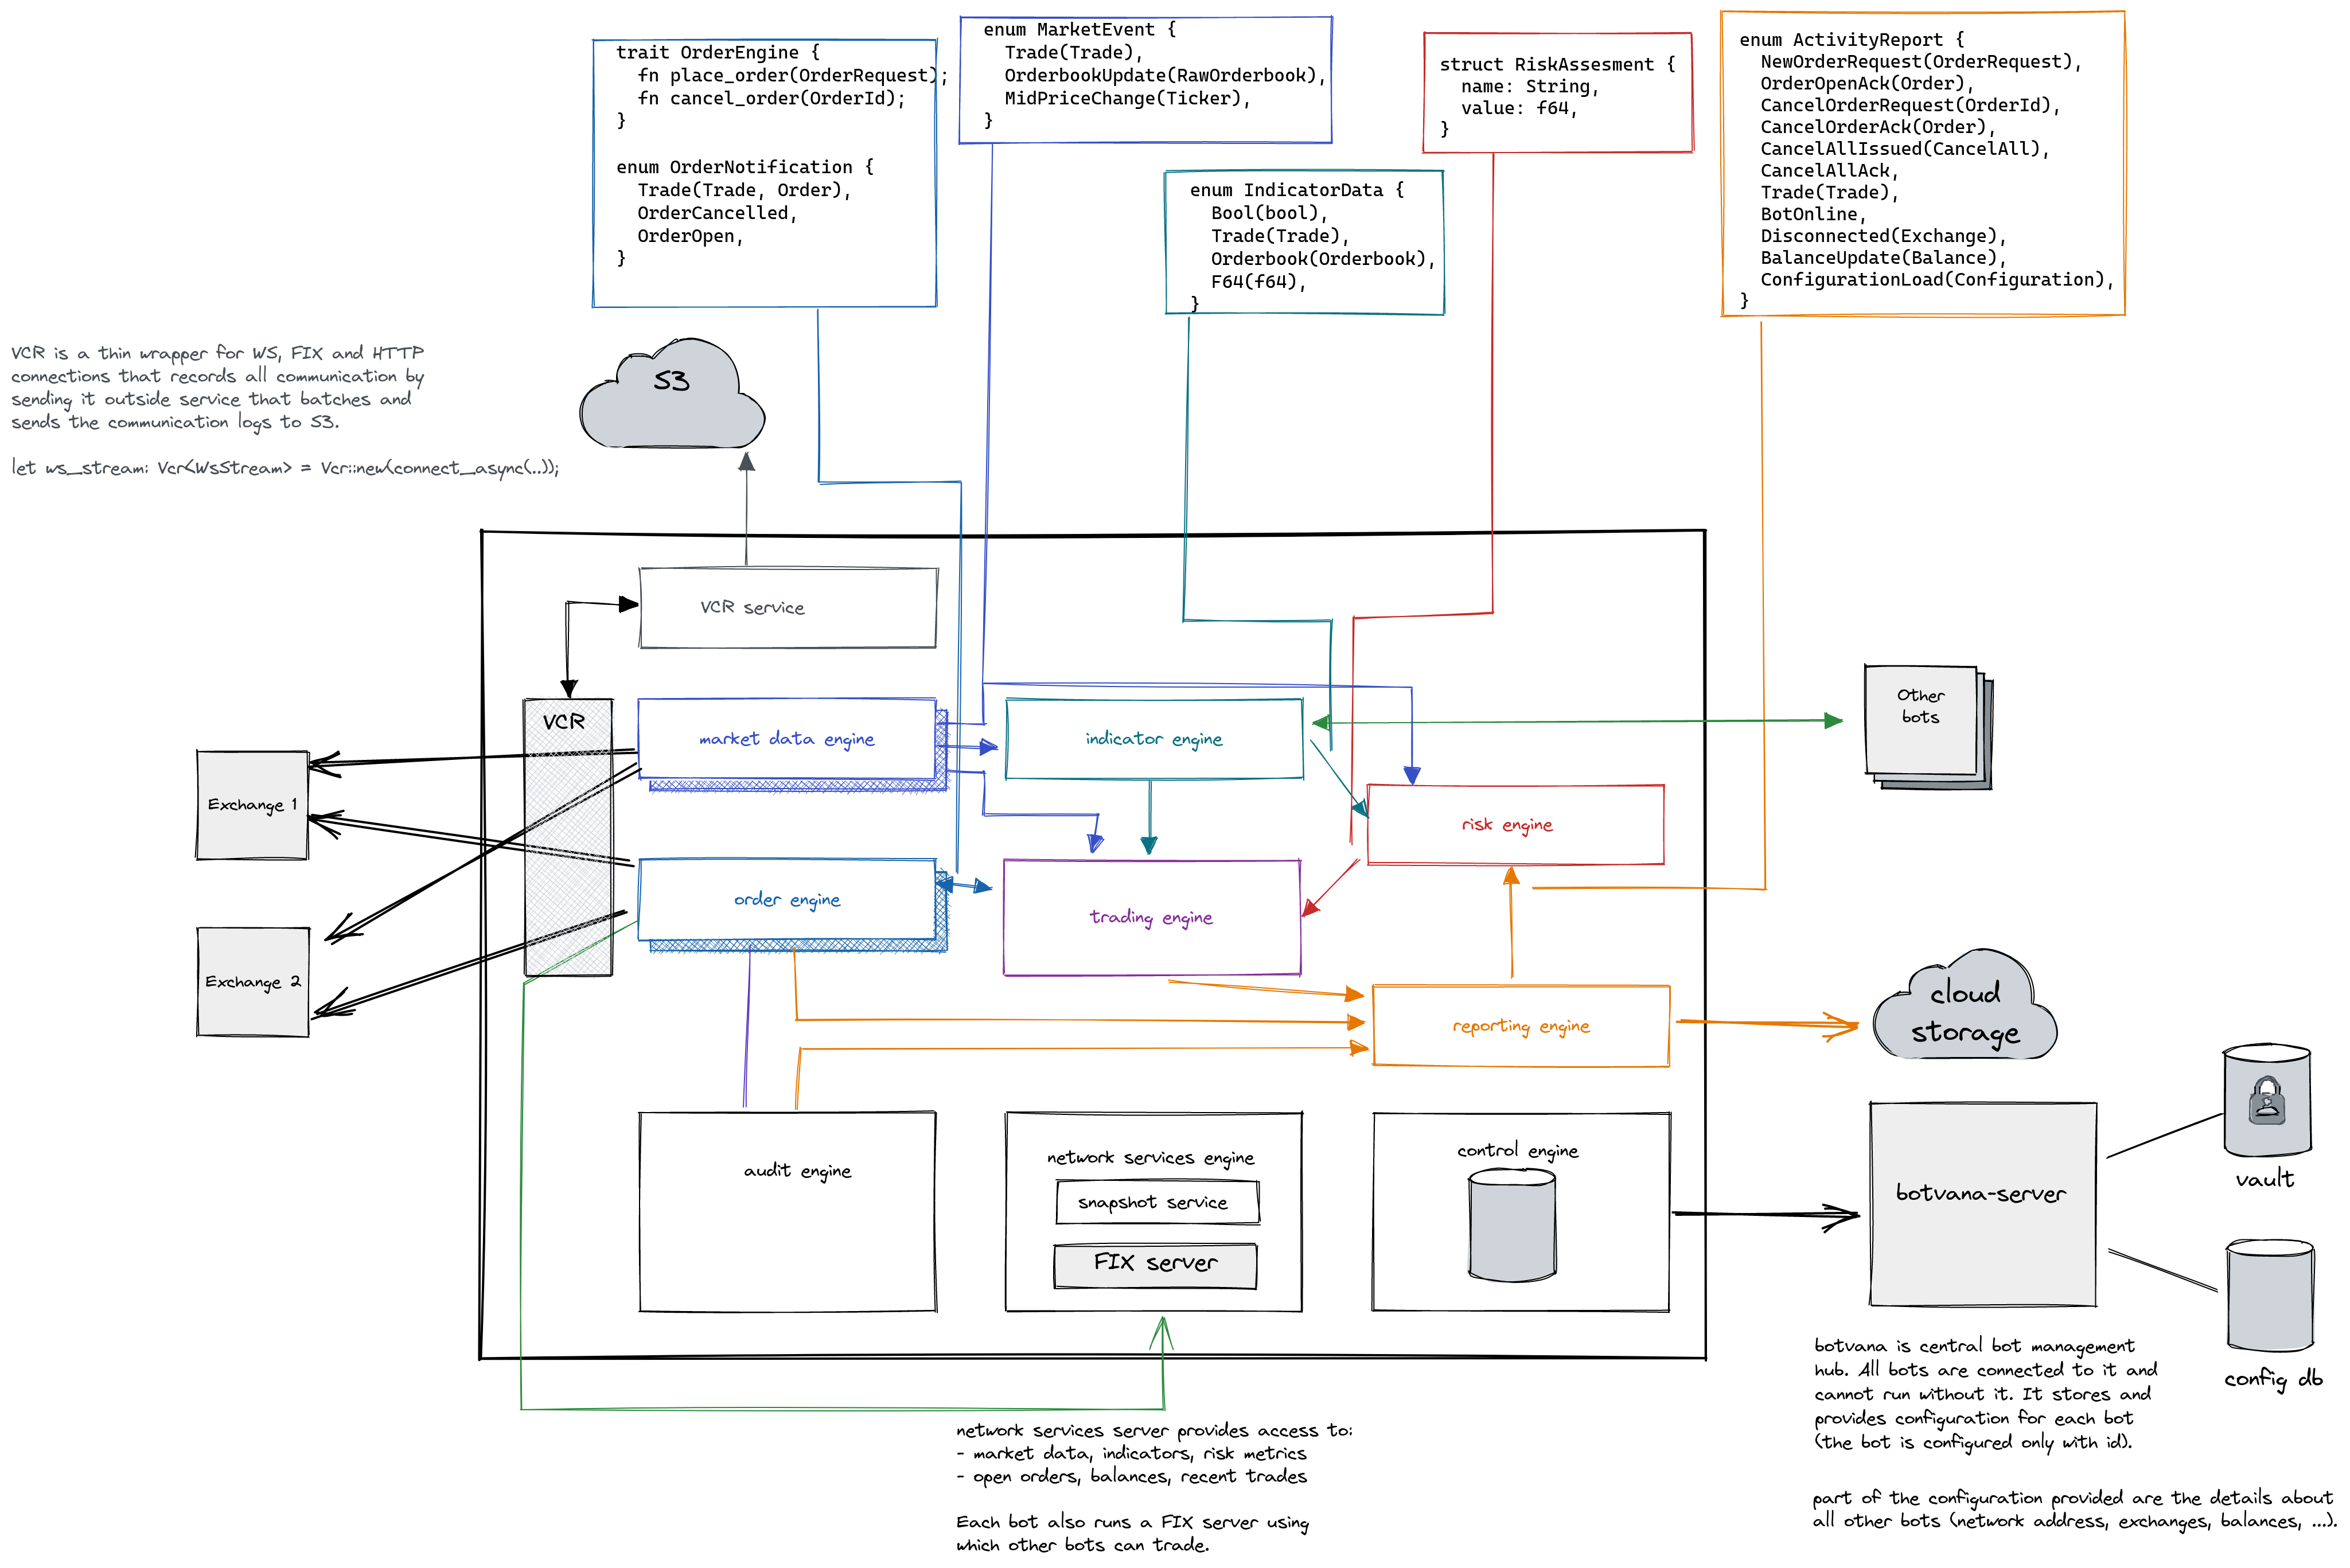 trait OrderEngine {
  fn place_order(OrderRequest);
  fn cancel_order(OrderId);
}

enum OrderNotification {
  Trade(Trade, Order),
  OrderCancelled,
  OrderOpen,
}
enum MarketEvent {
  Trade(Trade),
  OrderbookUpdate(RawOrderbook),
  MidPriceChange(Ticker),
}
enum IndicatorData {
  Bool(bool),
  Trade(Trade),
  Orderbook(Orderbook),
  F64(f64),
}
struct RiskAssesment {
  name: String,
  value: f64,
}
enum ActivityReport {
  NewOrderRequest(OrderRequest),
  OrderOpenAck(Order),
  CancelOrderRequest(OrderId),
  CancelOrderAck(Order),
  CancelAllIssued(CancelAll),
  CancelAllAck,
  Trade(Trade),
  BotOnline,
  Disconnected(Exchange),
  BalanceUpdate(Balance),
  ConfigurationLoad(Configuration),
}
VCR is a thin wrapper for WS, FIX and HTTP
connections that records all communication by
sending it outside service that batches and
sends the communication logs to S3.

let ws_stream: Vcr<WsStream> = Vcr::new(connect_async(..));
S3
VCR service
VCR
market data engine
indicator engine
Other
bots
Exchange 1
risk engine
order engine
trading engine
Exchange 2
reporting engine
cloud
storage
audit engine
network services engine
snapshot service
FIX server
control engine
botvana-server
vault
config db
botvana is central bot management
hub. All bots are connected to it and
cannot run without it. It stores and
provides configuration for each bot
(the bot is configured only with id).

part of the configuration provided are the details about
all other bots (network address, exchanges, balances, ...).
network services server provides access to:
- market data, indicators, risk metrics
- open orders, balances, recent trades

Each bot also runs a FIX server using
which other bots can trade.